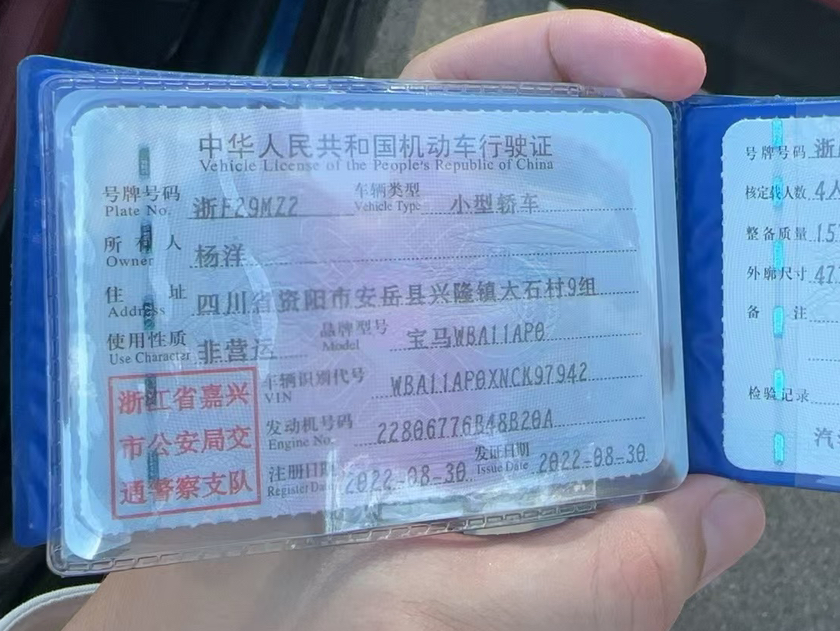 中华人民共和国机动车行驶证
Vehicle License of the People's Republic of China
号牌号码 浙F29MZ2 车辆类型 小型轿车
Plate No. Vehicle Type
所有人 杨洋
Owner
住址 四川省资阳市安岳县兴隆镇大石村9组
Address
使用性质 非营运 品牌型号 宝马WBA11AP0
Use Character Model
车辆识别代号 WBA11AP0XNCK97942
VIN
发动机号码 22806776B48B20A
Engine No.
注册日期 2022-08-30 发证日期 2022-08-30
Register Date Issue Date
浙江省嘉兴
市公安局交
通警察支队
号牌号码 浙
核定载人数 4人
整备质量 15
外廓尺寸 47
备注
检验记录